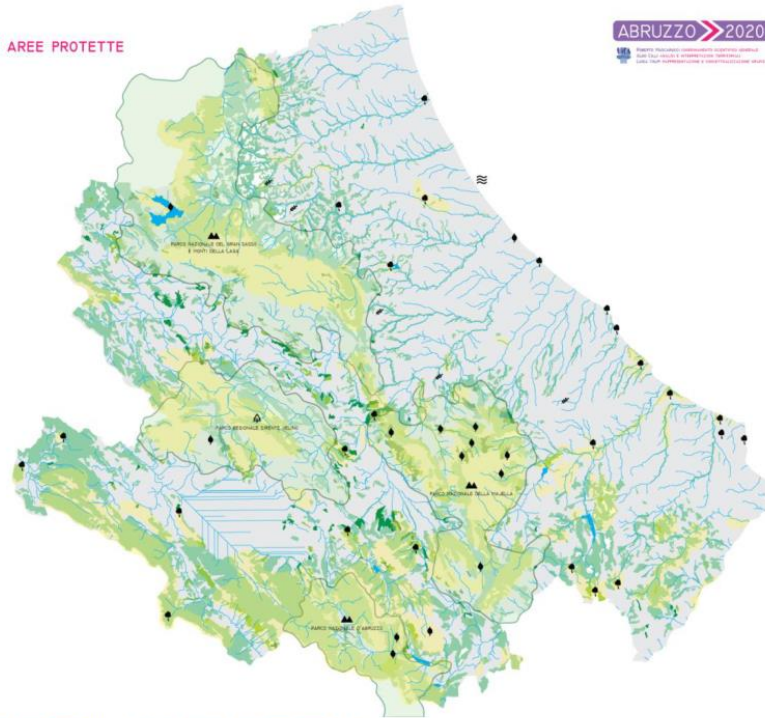 AREE PROTETTE
ABRUZZO 2020
PARCO NAZIONALE DEL GRAN SASSO
E MONTI DELLA LAGA
PARCO REGIONALE SIRENTE VELINO
PARCO NAZIONALE DELLA MAJELLA
PARCO NAZIONALE D'ABRUZZO